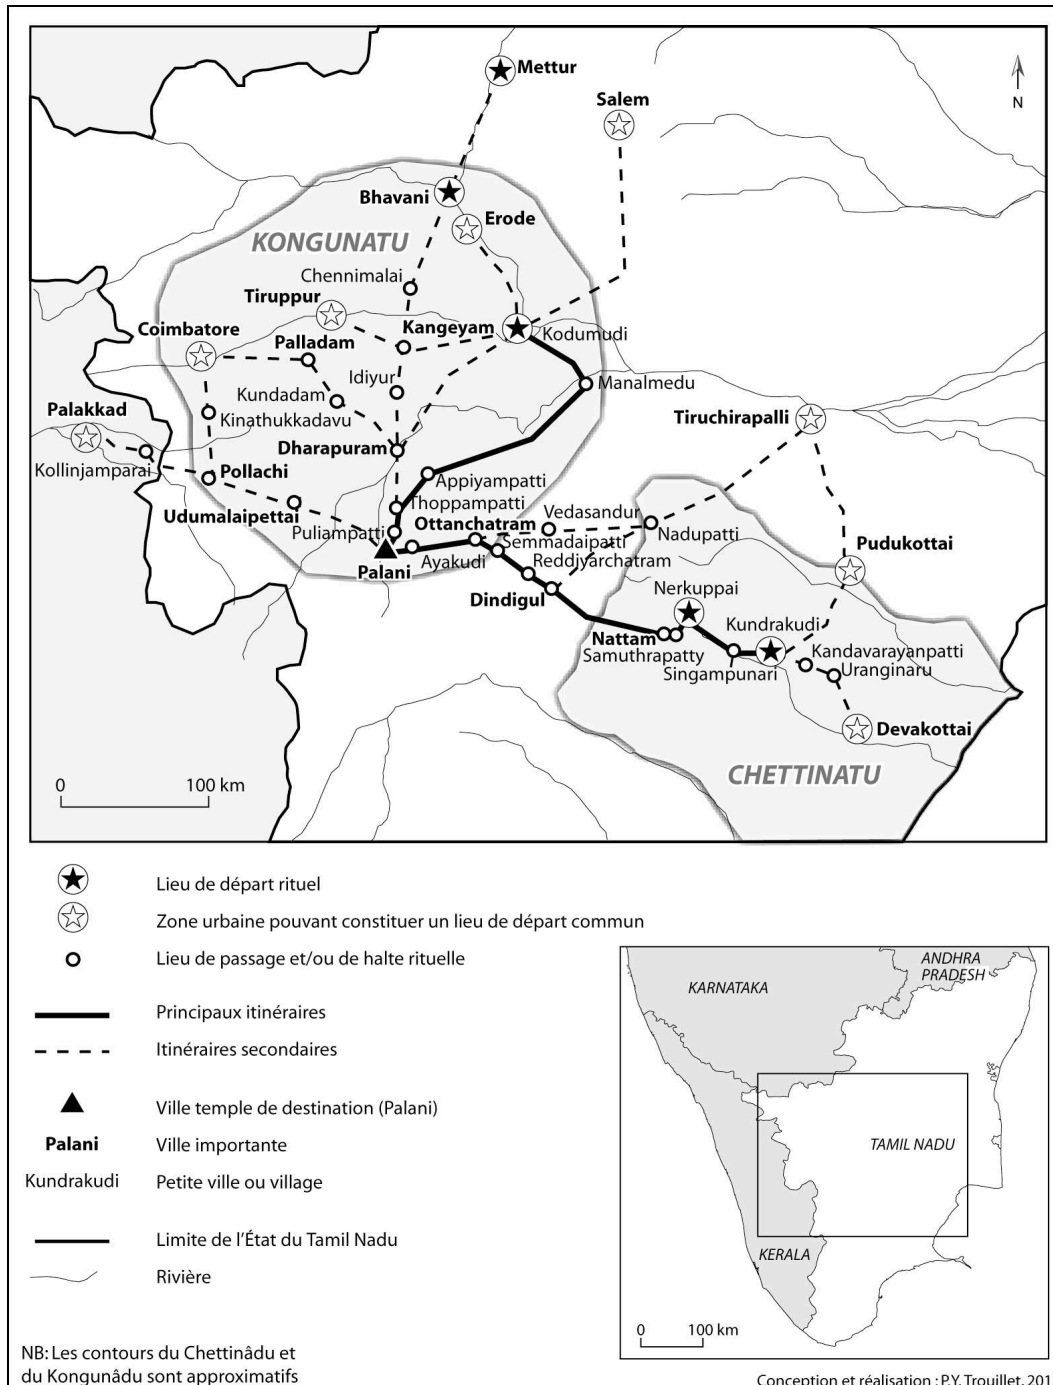 Mettur
Salem
N
Bhavani
Erode
KONGUNATU
Chennimalai
Tiruppur
Coimbatore
Kangeyam
Kodumudi
Palladam
Idiyur
Manalmedu
Kundadam
Palakkad
Kinathukkadavu
Tiruchirapalli
Dharapuram
Kollinjamparai
Pollachi
Appiyampatti
Thoppampatti
Udumalaipettai
Vedasandur
Ottanchatram
Puliampatti
Nadupatti
Semmadaipatti
Pudukottai
Ayakudi
Reddiyarchatram
Palani
Dindigul
Nerkuppai
Kundrakudi
Nattam
Kandavarayanpatti
Samuthrapatty
Singampunari
Uranginaru
Devakottai
CHETTINATU
0 100 km
Lieu de départ rituel
Zone urbaine pouvant constituer un lieu de départ commun
Lieu de passage et/ou de halte rituelle
Principaux itinéraires
Itinéraires secondaires
Ville temple de destination (Palani)
Palani Ville importante
Kundrakudi Petite ville ou village
Limite de l'État du Tamil Nadu
Rivière
ANDHRA
PRADESH
KARNATAKA
TAMIL NADU
KERALA
0 100 km
NB: Les contours du Chettinâdu et
du Kongunâdu sont approximatifs
Conception et réalisation : P.Y. Trouillet, 201